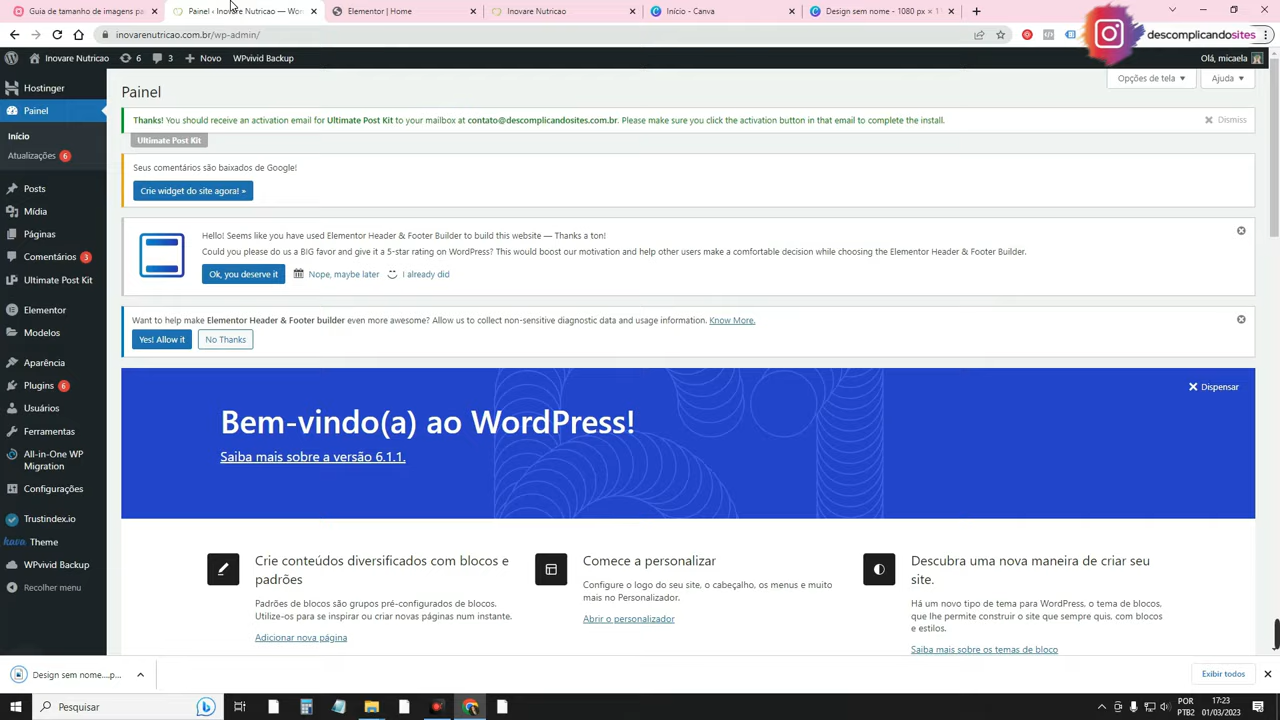 Guia de tamanho de imagens pa
Painel ‹ Inovare Nutricao — Wor
Elementor | Home
Inovare Nutricao
Início - Canva
Design sem nome - 1080 px × 1
inovarenutricao.com.br/wp-admin/
descomplicandosites
Inovare Nutricao
6
3
Novo
WPvivid Backup
Olá, micaela
Hostinger
Painel
Início
Atualizações 6
Posts
Mídia
Páginas
Comentários 3
Ultimate Post Kit
Elementor
Modelos
Aparência
Plugins 6
Usuários
Ferramentas
All-in-One WP
Migration
Configurações
Trustindex.io
kava Theme
WPvivid Backup
Recolher menu
Opções de tela
Ajuda
Painel
Thanks! You should receive an activation email for Ultimate Post Kit to your mailbox at contato@descomplicandosites.com.br. Please make sure you click the activation button in that email to complete the install.
Dismiss
Ultimate Post Kit
Seus comentários são baixados de Google!
Crie widget do site agora! »
Hello! Seems like you have used Elementor Header & Footer Builder to build this website — Thanks a ton!
Could you please do us a BIG favor and give it a 5-star rating on WordPress? This would boost our motivation and help other users make a comfortable decision while choosing the Elementor Header & Footer Builder.
Ok, you deserve it
Nope, maybe later
I already did
Want to help make Elementor Header & Footer builder even more awesome? Allow us to collect non-sensitive diagnostic data and usage information. Know More.
Yes! Allow it
No Thanks
Dispensar
Bem-vindo(a) ao WordPress!
Saiba mais sobre a versão 6.1.1.
Crie conteúdos diversificados com blocos e
padrões
Padrões de blocos são grupos pré-configurados de blocos.
Utilize-os para se inspirar ou criar novas páginas num instante.
Adicionar nova página
Comece a personalizar
Configure o logo do seu site, o cabeçalho, os menus e muito
mais no Personalizador.
Abrir o personalizador
Descubra uma nova maneira de criar seu
site.
Há um novo tipo de tema para WordPress, o tema de blocos,
que lhe permite construir o site que sempre quis, com blocos
e estilos.
Saiba mais sobre os temas de bloco
Design sem nome....p...
Exibir todos
Pesquisar
POR
PTB2
17:23
01/03/2023